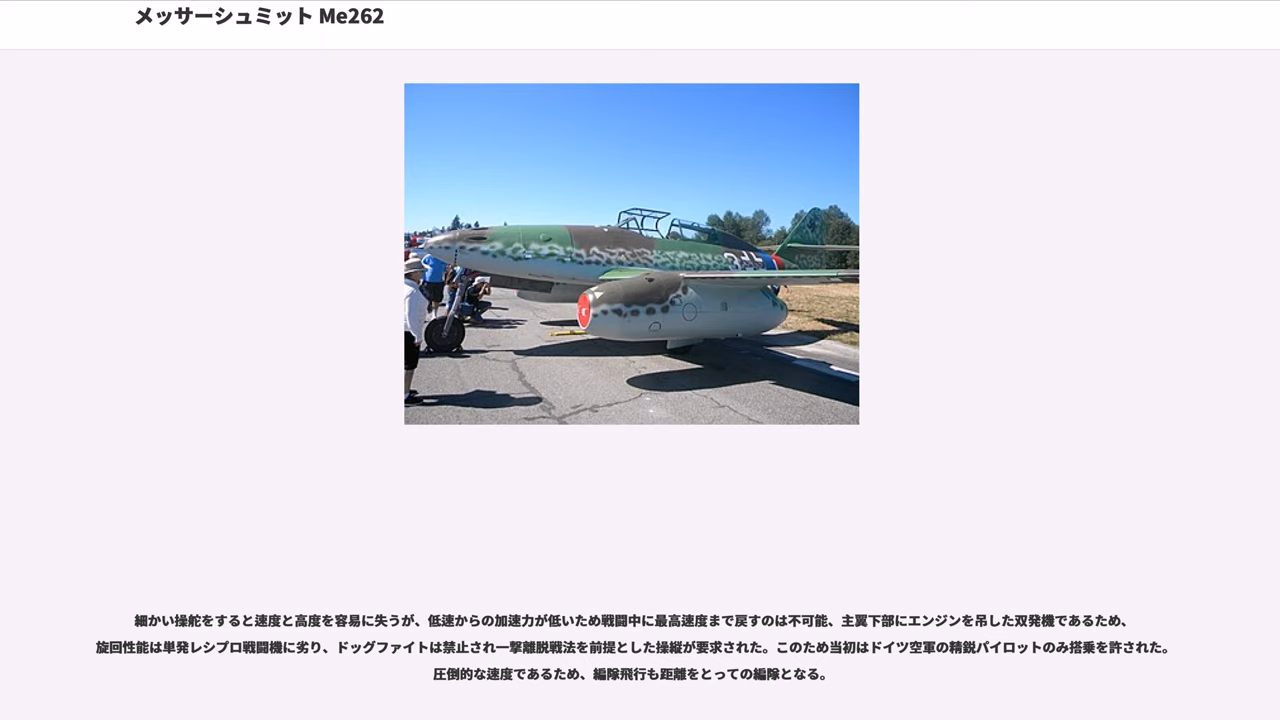 メッサーシュミット Me262
細かい操舵をすると速度と高度を容易に失うが、低速からの加速力が低いため戦闘中に最高速度まで戻すのは不可能、主翼下部にエンジンを吊した双発機であるため、
旋回性能は単発レシプロ戦闘機に劣り、ドッグファイトは禁止され一撃離脱戦法を前提とした操縦が要求された。このため当初はドイツ空軍の精鋭パイロットのみ搭乗を許された。
圧倒的な速度であるため、編隊飛行も距離をとっての編隊となる。